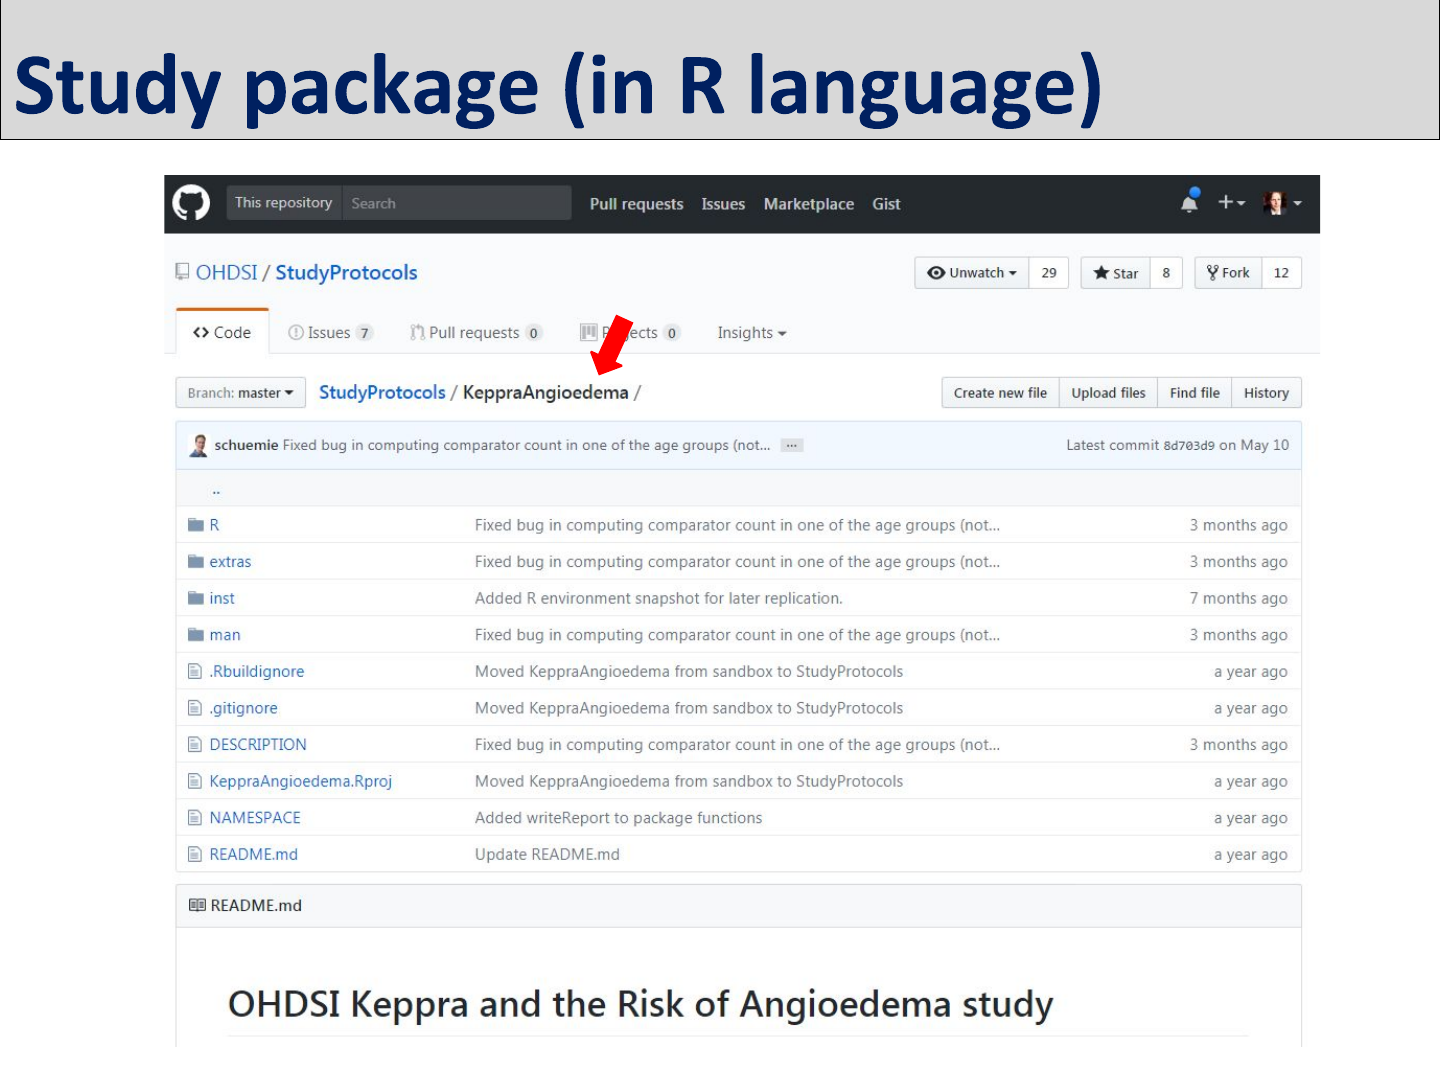 Study package (in R language)
This repository Search Pull requests Issues Marketplace Gist
OHDSI / StudyProtocols Unwatch 29 Star 8 Fork 12
Code Issues 7 Pull requests 0 Projects 0 Insights
Branch: master StudyProtocols / KeppraAngioedema / Create new file Upload files Find file History
schuemie Fixed bug in computing comparator count in one of the age groups (not... ... Latest commit 8d703d9 on May 10
..
R Fixed bug in computing comparator count in one of the age groups (not... 3 months ago
extras Fixed bug in computing comparator count in one of the age groups (not... 3 months ago
inst Added R environment snapshot for later replication. 7 months ago
man Fixed bug in computing comparator count in one of the age groups (not... 3 months ago
.Rbuildignore Moved KeppraAngioedema from sandbox to StudyProtocols a year ago
.gitignore Moved KeppraAngioedema from sandbox to StudyProtocols a year ago
DESCRIPTION Fixed bug in computing comparator count in one of the age groups (not... 3 months ago
KeppraAngioedema.Rproj Moved KeppraAngioedema from sandbox to StudyProtocols a year ago
NAMESPACE Added writeReport to package functions a year ago
README.md Update README.md a year ago
README.md
OHDSI Keppra and the Risk of Angioedema study